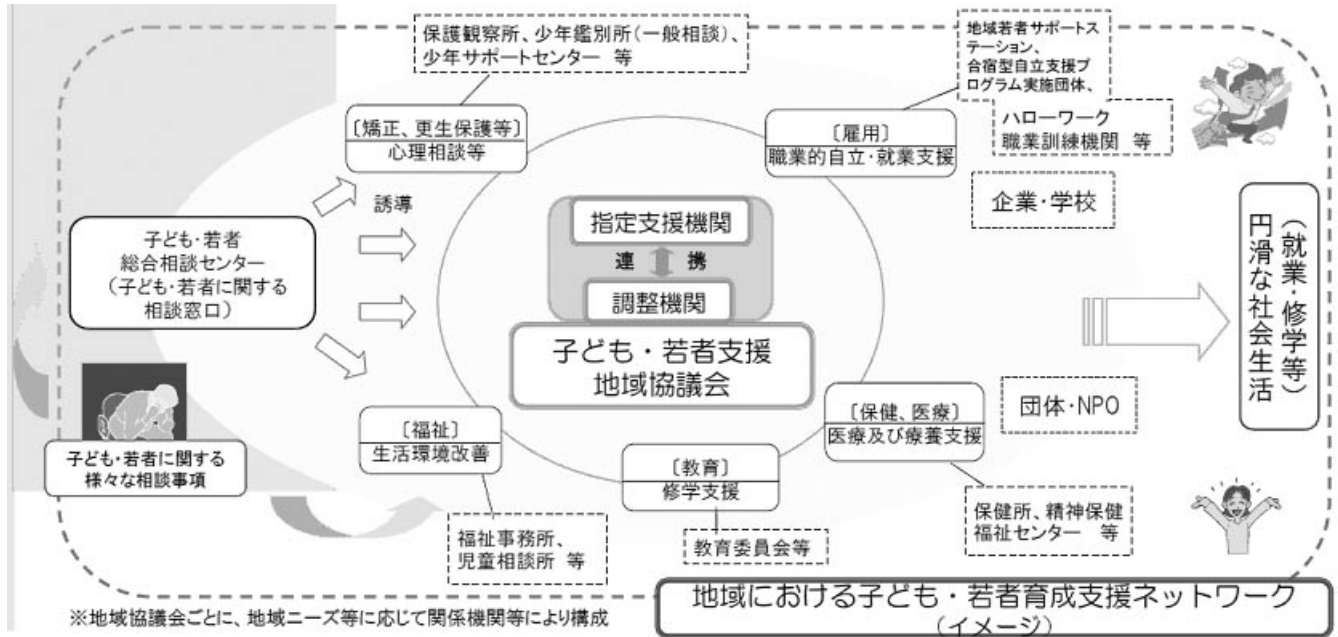 保護観察所、少年鑑別所(一般相談)、
少年サポートセンター 等
地域若者サポートス
テーション、
合宿型自立支援プ
ログラム実施団体、
ハローワーク
職業訓練機関 等
〔矯正、更生保護等〕
心理相談等
〔雇用〕
職業的自立・就業支援
誘導
企業・学校
子ども・若者
総合相談センター
(子ども・若者に関する
相談窓口)
指定支援機関
連 携
調整機関
子ども・若者支援
地域協議会
円滑な社会生活
(就業・修学等)
団体・NPO
〔福祉〕
生活環境改善
〔保健、医療〕
医療及び療養支援
〔教育〕
修学支援
子ども・若者に関する
様々な相談事項
福祉事務所、
児童相談所 等
教育委員会等
保健所、精神保健
福祉センター 等
地域における子ども・若者育成支援ネットワーク
(イメージ)
※地域協議会ごとに、地域ニーズ等に応じて関係機関等により構成